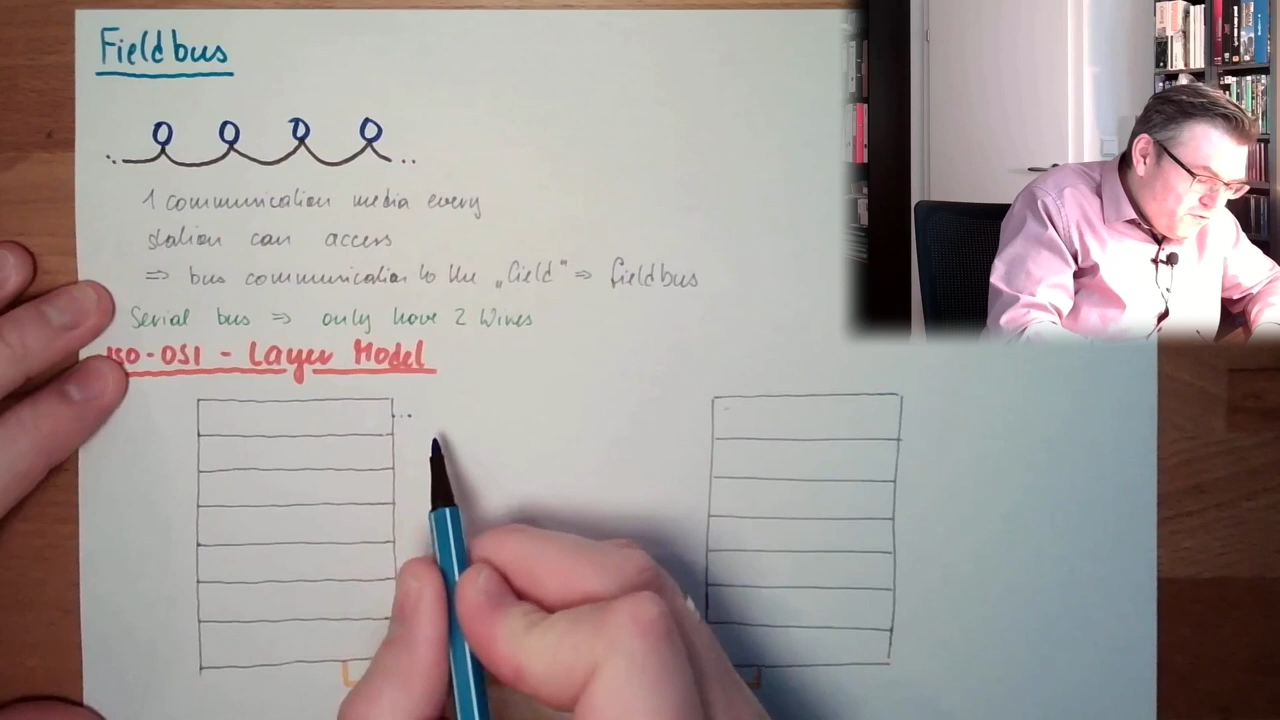 Fieldbus
1 communication media every
station can access
⇒ bus communication to the „field" ⇒ fieldbus
Serial bus ⇒ only have 2 Wires
ISO-OSI - Layer Model